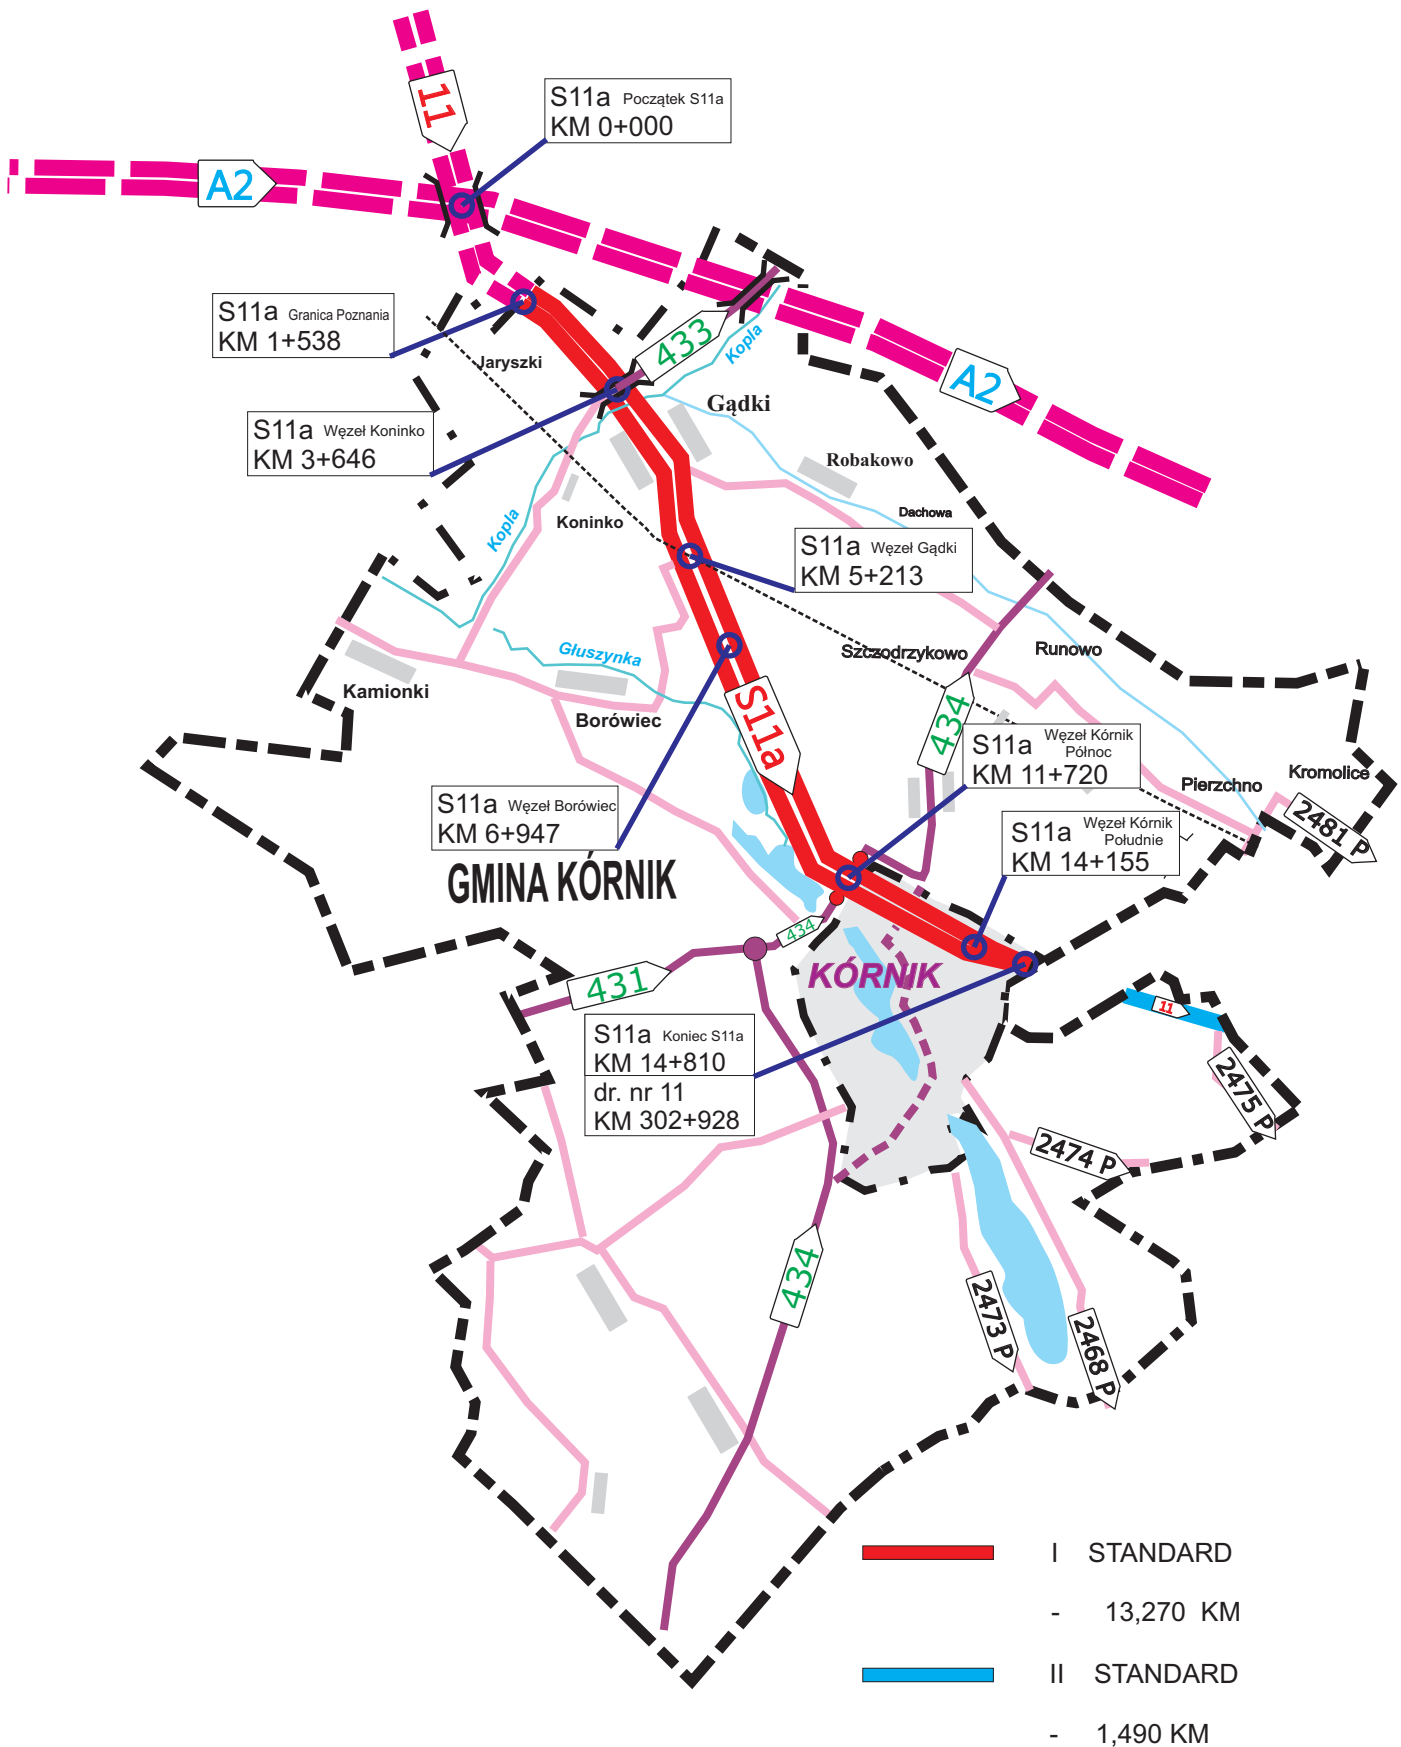 11
S11a Początek S11a
KM 0+000
A2
S11a Granica Poznania
KM 1+538
433
Kopla
Jaryszki
A2
Gądki
S11a Węzeł Koninko
KM 3+646
Robakowo
Dachowa
Kopla
Koninko
S11a Węzeł Gądki
KM 5+213
Głuszynka
Szczodrzykowo
Runowo
Kamionki
Borówiec
S11a
434
S11a Węzeł Kórnik
Północ
KM 11+720
Pierzchno
Kromolice
S11a Węzeł Borówiec
KM 6+947
2481 P
S11a Węzeł Kórnik
Południe
KM 14+155
GMINA KÓRNIK
434
KÓRNIK
431
11
S11a Koniec S11a
KM 14+810
dr. nr 11
KM 302+928
2475 P
2474 P
434
2473 P
2468 P
I STANDARD
- 13,270 KM
II STANDARD
- 1,490 KM